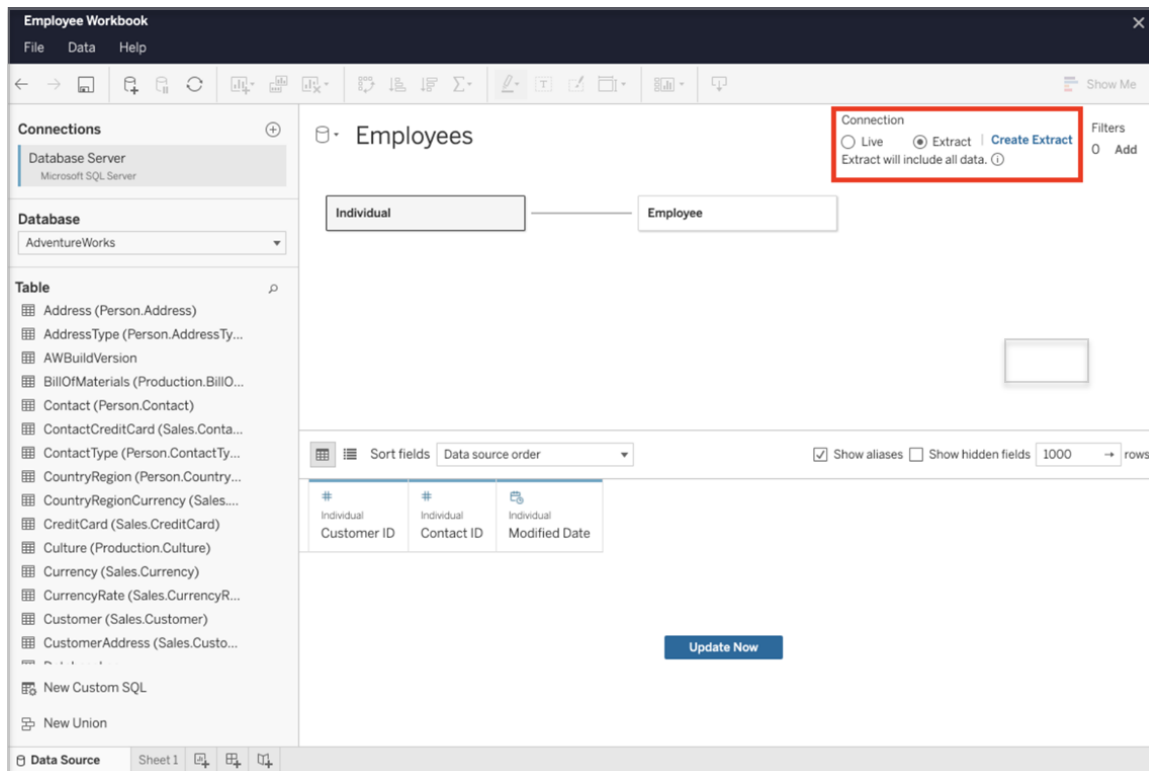 Employee Workbook
File Data Help
Show Me
Connections
Database Server
Microsoft SQL Server
Database
AdventureWorks
Table
Address (Person.Address)
AddressType (Person.AddressTy...
AWBuildVersion
BillOfMaterials (Production.BillO...
Contact (Person.Contact)
ContactCreditCard (Sales.Conta...
ContactType (Person.ContactTy...
CountryRegion (Person.Country...
CountryRegionCurrency (Sales....
CreditCard (Sales.CreditCard)
Culture (Production.Culture)
Currency (Sales.Currency)
CurrencyRate (Sales.CurrencyR...
Customer (Sales.Customer)
CustomerAddress (Sales.Custo...
New Custom SQL
New Union
Employees
Connection
Live Extract | Create Extract
Extract will include all data.
Filters
0 Add
Individual Employee
Sort fields Data source order Show aliases Show hidden fields 1000 → rows
Individual Individual Individual
Customer ID Contact ID Modified Date
Update Now
Data Source Sheet 1